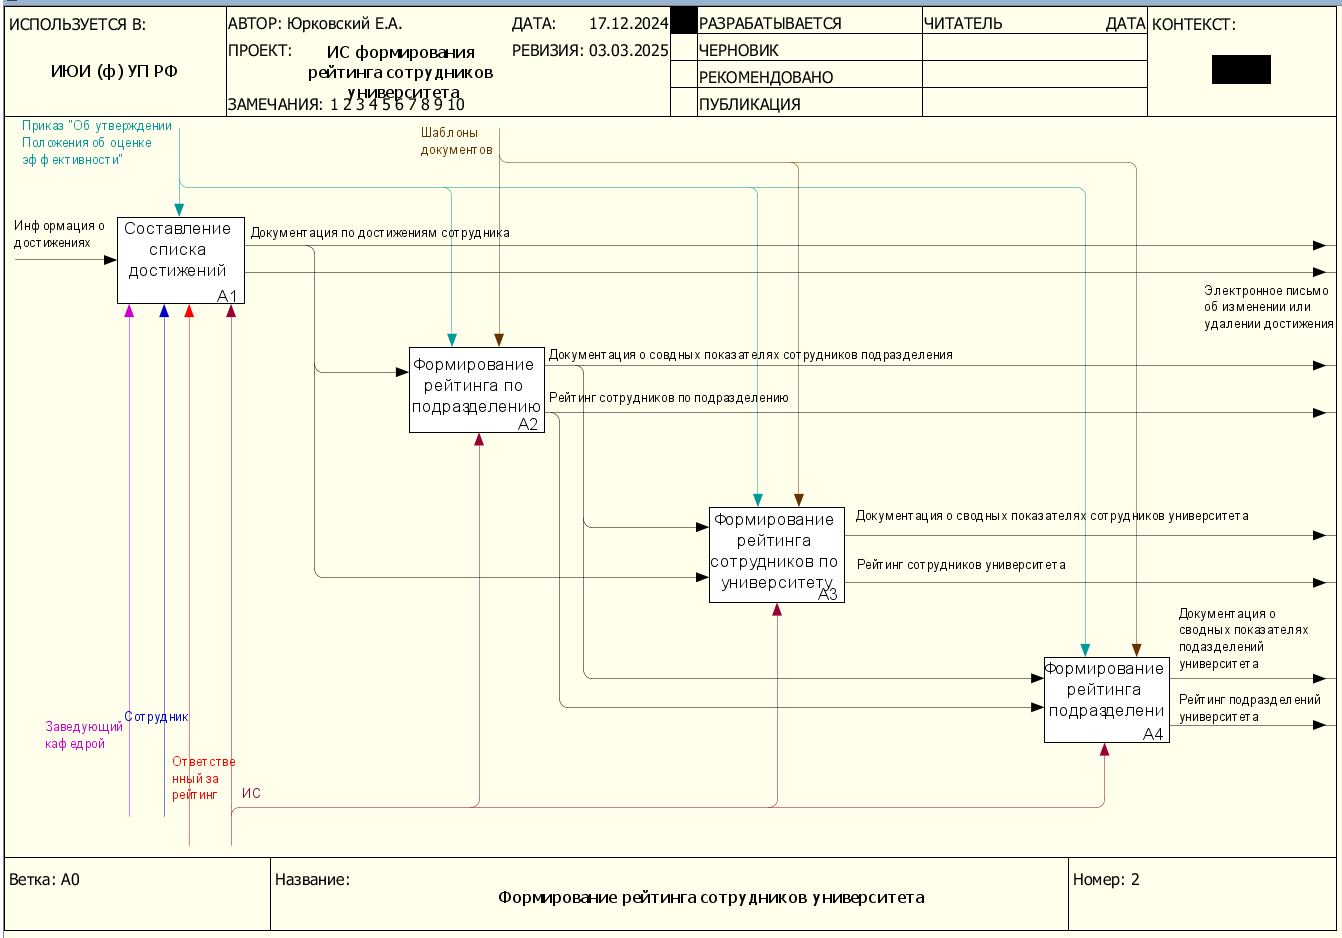 ИСПОЛЬЗУЕТСЯ В:
ИЮИ (ф) УП РФ
АВТОР: Юрковский Е.А.
ДАТА: 17.12.2024
ПРОЕКТ: ИС формирования
рейтинга сотрудников
университета
РЕВИЗИЯ: 03.03.2025
ЗАМЕЧАНИЯ: 1 2 3 4 5 6 7 8 9 10
РАЗРАБАТЫВАЕТСЯ
ЧЕРНОВИК
РЕКОМЕНДОВАНО
ПУБЛИКАЦИЯ
ЧИТАТЕЛЬ ДАТА
КОНТЕКСТ:
Приказ "Об утверждении
Положения об оценке
эффективности"
Шаблоны
документов
Информация о
достижениях
Составление
списка
достижений
A1
Документация по достижениям сотрудника
Электронное письмо
об изменении или
удалении достижения
Формирование
рейтинга по
подразделению
A2
Документация о совдных показателях сотрудников подразделения
Рейтинг сотрудников по подразделению
Формирование
рейтинга
сотрудников по
университету
A3
Документация о сводных показателях сотрудников университета
Рейтинг сотрудников университета
Формирование
рейтинга
подразделени
A4
Документация о
сводных показателях
подазделений
университета
Рейтинг подразделений
университета
Заведующий
кафедрой
Сотрудник
Ответстве
нный за
рейтинг
ИС
Ветка: A0
Название:
Формирование рейтинга сотрудников университета
Номер: 2